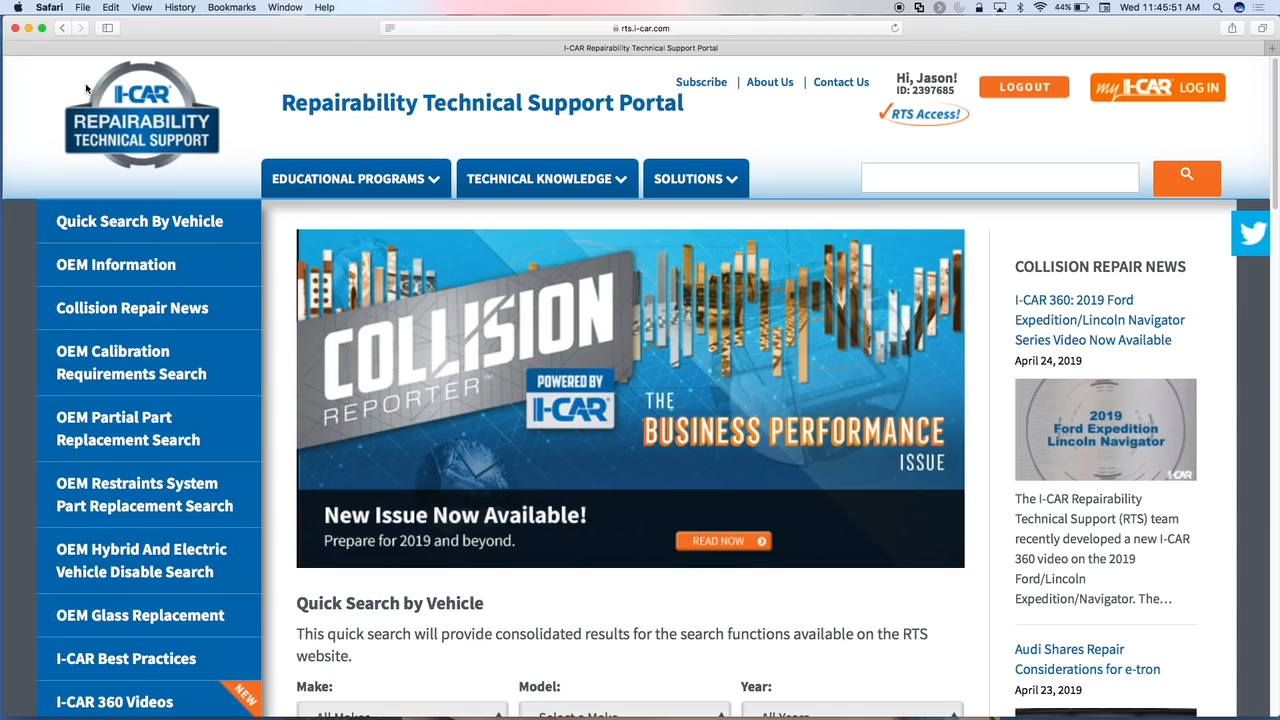 Safari File Edit View History Bookmarks Window Help
44% Wed 11:45:51 AM
rts.i-car.com
I-CAR Repairability Technical Support Portal
I-CAR
REPAIRABILITY
TECHNICAL SUPPORT
Repairability Technical Support Portal
Subscribe | About Us | Contact Us
Hi, Jason!
ID: 2397685
RTS Access!
LOGOUT
my I-CAR LOG IN
EDUCATIONAL PROGRAMS
TECHNICAL KNOWLEDGE
SOLUTIONS
Quick Search By Vehicle
OEM Information
Collision Repair News
OEM Calibration
Requirements Search
OEM Partial Part
Replacement Search
OEM Restraints System
Part Replacement Search
OEM Hybrid And Electric
Vehicle Disable Search
OEM Glass Replacement
I-CAR Best Practices
I-CAR 360 Videos
NEW
COLLISION
REPORTER™
POWERED BY
I-CAR
THE
BUSINESS PERFORMANCE
ISSUE
New Issue Now Available!
Prepare for 2019 and beyond.
READ NOW
Quick Search by Vehicle
This quick search will provide consolidated results for the search functions available on the RTS
website.
Make: Model: Year:
All Makes Select a Make All Years
COLLISION REPAIR NEWS
I-CAR 360: 2019 Ford
Expedition/Lincoln Navigator
Series Video Now Available
April 24, 2019
2019
Ford Expedition
Lincoln Navigator
I-CAR
The I-CAR Repairability
Technical Support (RTS) team
recently developed a new I-CAR
360 video on the 2019
Ford/Lincoln
Expedition/Navigator. The…
Audi Shares Repair
Considerations for e-tron
April 23, 2019